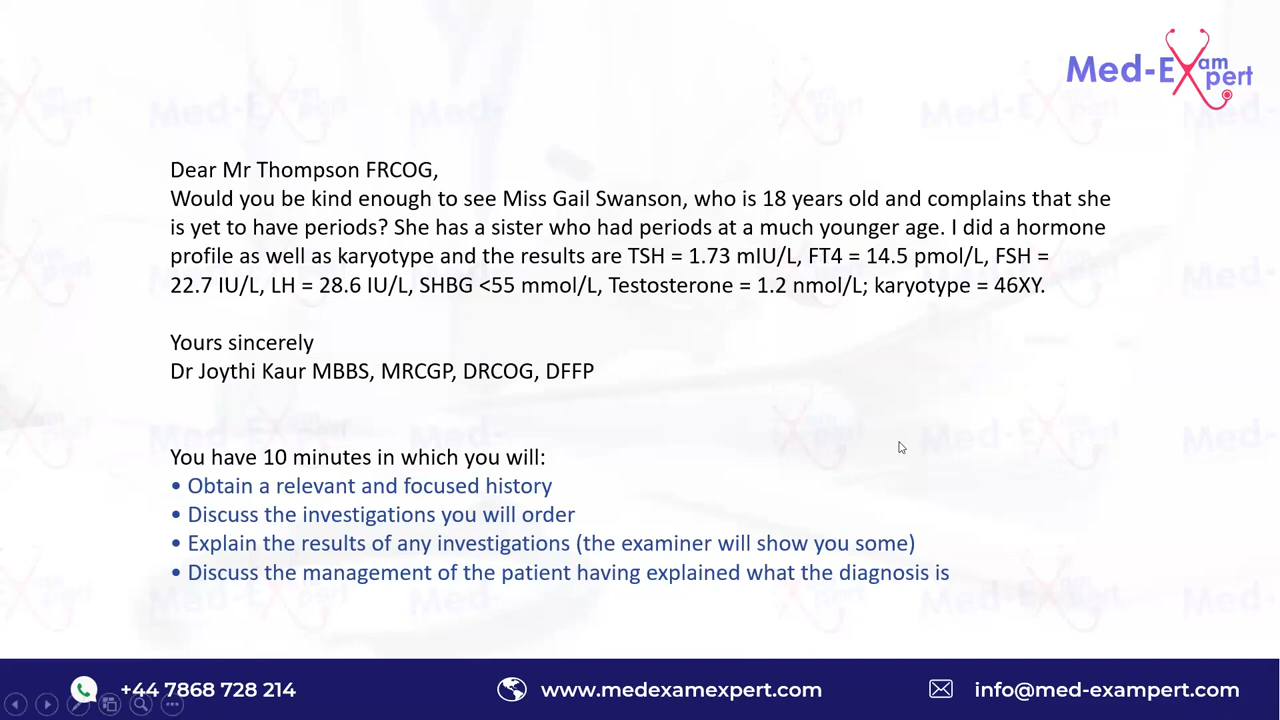 Med-Exam
pert
Dear Mr Thompson FRCOG,
Would you be kind enough to see Miss Gail Swanson, who is 18 years old and complains that she
is yet to have periods? She has a sister who had periods at a much younger age. I did a hormone
profile as well as karyotype and the results are TSH = 1.73 mIU/L, FT4 = 14.5 pmol/L, FSH =
22.7 IU/L, LH = 28.6 IU/L, SHBG <55 mmol/L, Testosterone = 1.2 nmol/L; karyotype = 46XY.
Yours sincerely
Dr Joythi Kaur MBBS, MRCGP, DRCOG, DFFP
You have 10 minutes in which you will:
• Obtain a relevant and focused history
• Discuss the investigations you will order
• Explain the results of any investigations (the examiner will show you some)
• Discuss the management of the patient having explained what the diagnosis is
+44 7868 728 214 www.medexamexpert.com info@med-exampert.com